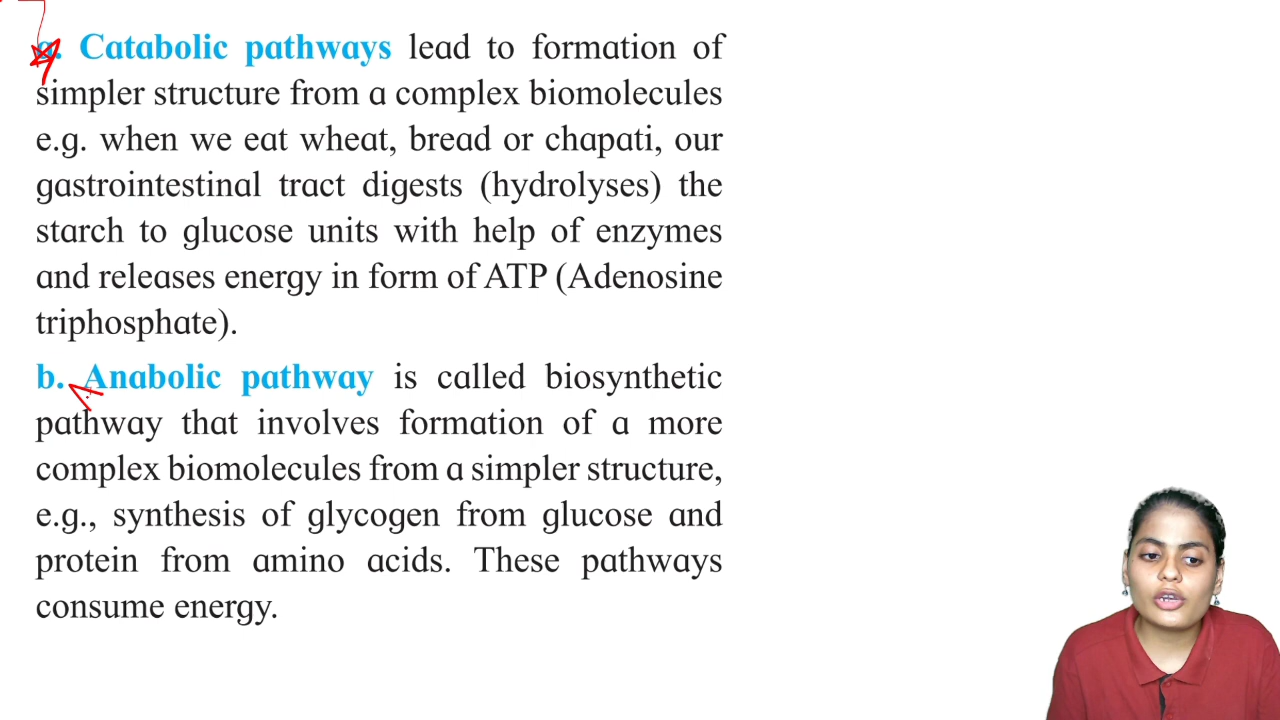 a. Catabolic pathways lead to formation of
simpler structure from a complex biomolecules
e.g. when we eat wheat, bread or chapati, our
gastrointestinal tract digests (hydrolyses) the
starch to glucose units with help of enzymes
and releases energy in form of ATP (Adenosine
triphosphate).
b. Anabolic pathway is called biosynthetic
pathway that involves formation of a more
complex biomolecules from a simpler structure,
e.g., synthesis of glycogen from glucose and
protein from amino acids. These pathways
consume energy.